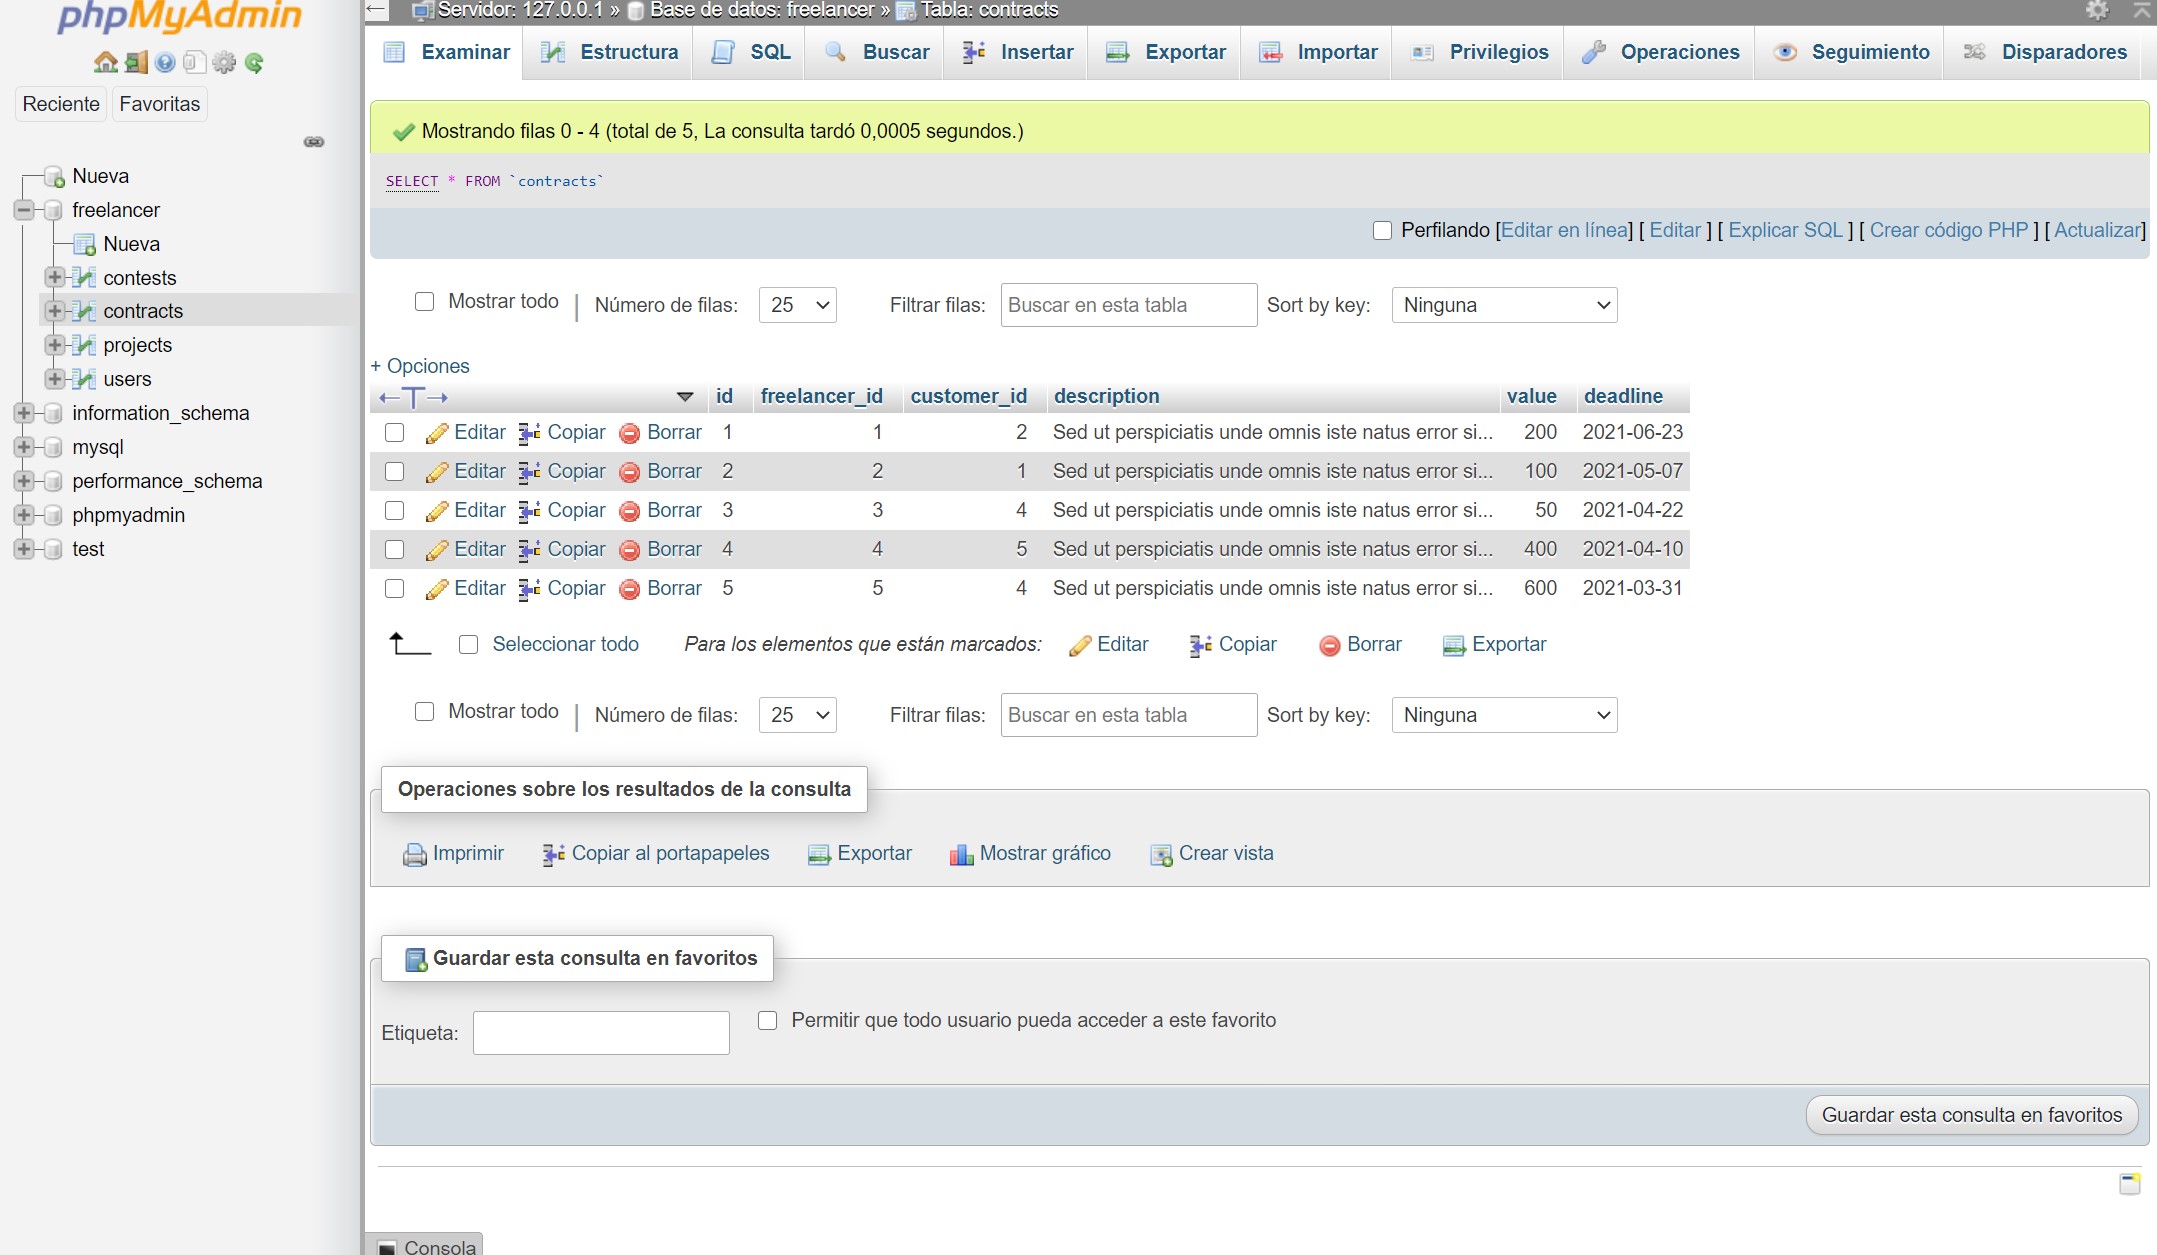 phpMyAdmin
Reciente Favoritas
Nueva
freelancer
Nueva
contests
contracts
projects
users
information_schema
mysql
performance_schema
phpmyadmin
test
Servidor: 127.0.0.1 » Base de datos: freelancer » Tabla: contracts
Examinar Estructura SQL Buscar Insertar Exportar Importar Privilegios Operaciones Seguimiento Disparadores
Mostrando filas 0 - 4 (total de 5, La consulta tardó 0,0005 segundos.)
SELECT * FROM `contracts`
Perfilando [Editar en línea] [ Editar ] [ Explicar SQL ] [ Crear código PHP ] [ Actualizar]
Mostrar todo | Número de filas: 25 Filtrar filas: Buscar en esta tabla Sort by key: Ninguna
+ Opciones
←T→ id freelancer_id customer_id description value deadline
Editar Copiar Borrar 1 1 2 Sed ut perspiciatis unde omnis iste natus error si... 200 2021-06-23
Editar Copiar Borrar 2 2 1 Sed ut perspiciatis unde omnis iste natus error si... 100 2021-05-07
Editar Copiar Borrar 3 3 4 Sed ut perspiciatis unde omnis iste natus error si... 50 2021-04-22
Editar Copiar Borrar 4 4 5 Sed ut perspiciatis unde omnis iste natus error si... 400 2021-04-10
Editar Copiar Borrar 5 5 4 Sed ut perspiciatis unde omnis iste natus error si... 600 2021-03-31
Seleccionar todo Para los elementos que están marcados: Editar Copiar Borrar Exportar
Mostrar todo | Número de filas: 25 Filtrar filas: Buscar en esta tabla Sort by key: Ninguna
Operaciones sobre los resultados de la consulta
Imprimir Copiar al portapapeles Exportar Mostrar gráfico Crear vista
Guardar esta consulta en favoritos
Etiqueta: Permitir que todo usuario pueda acceder a este favorito
Guardar esta consulta en favoritos
Consola